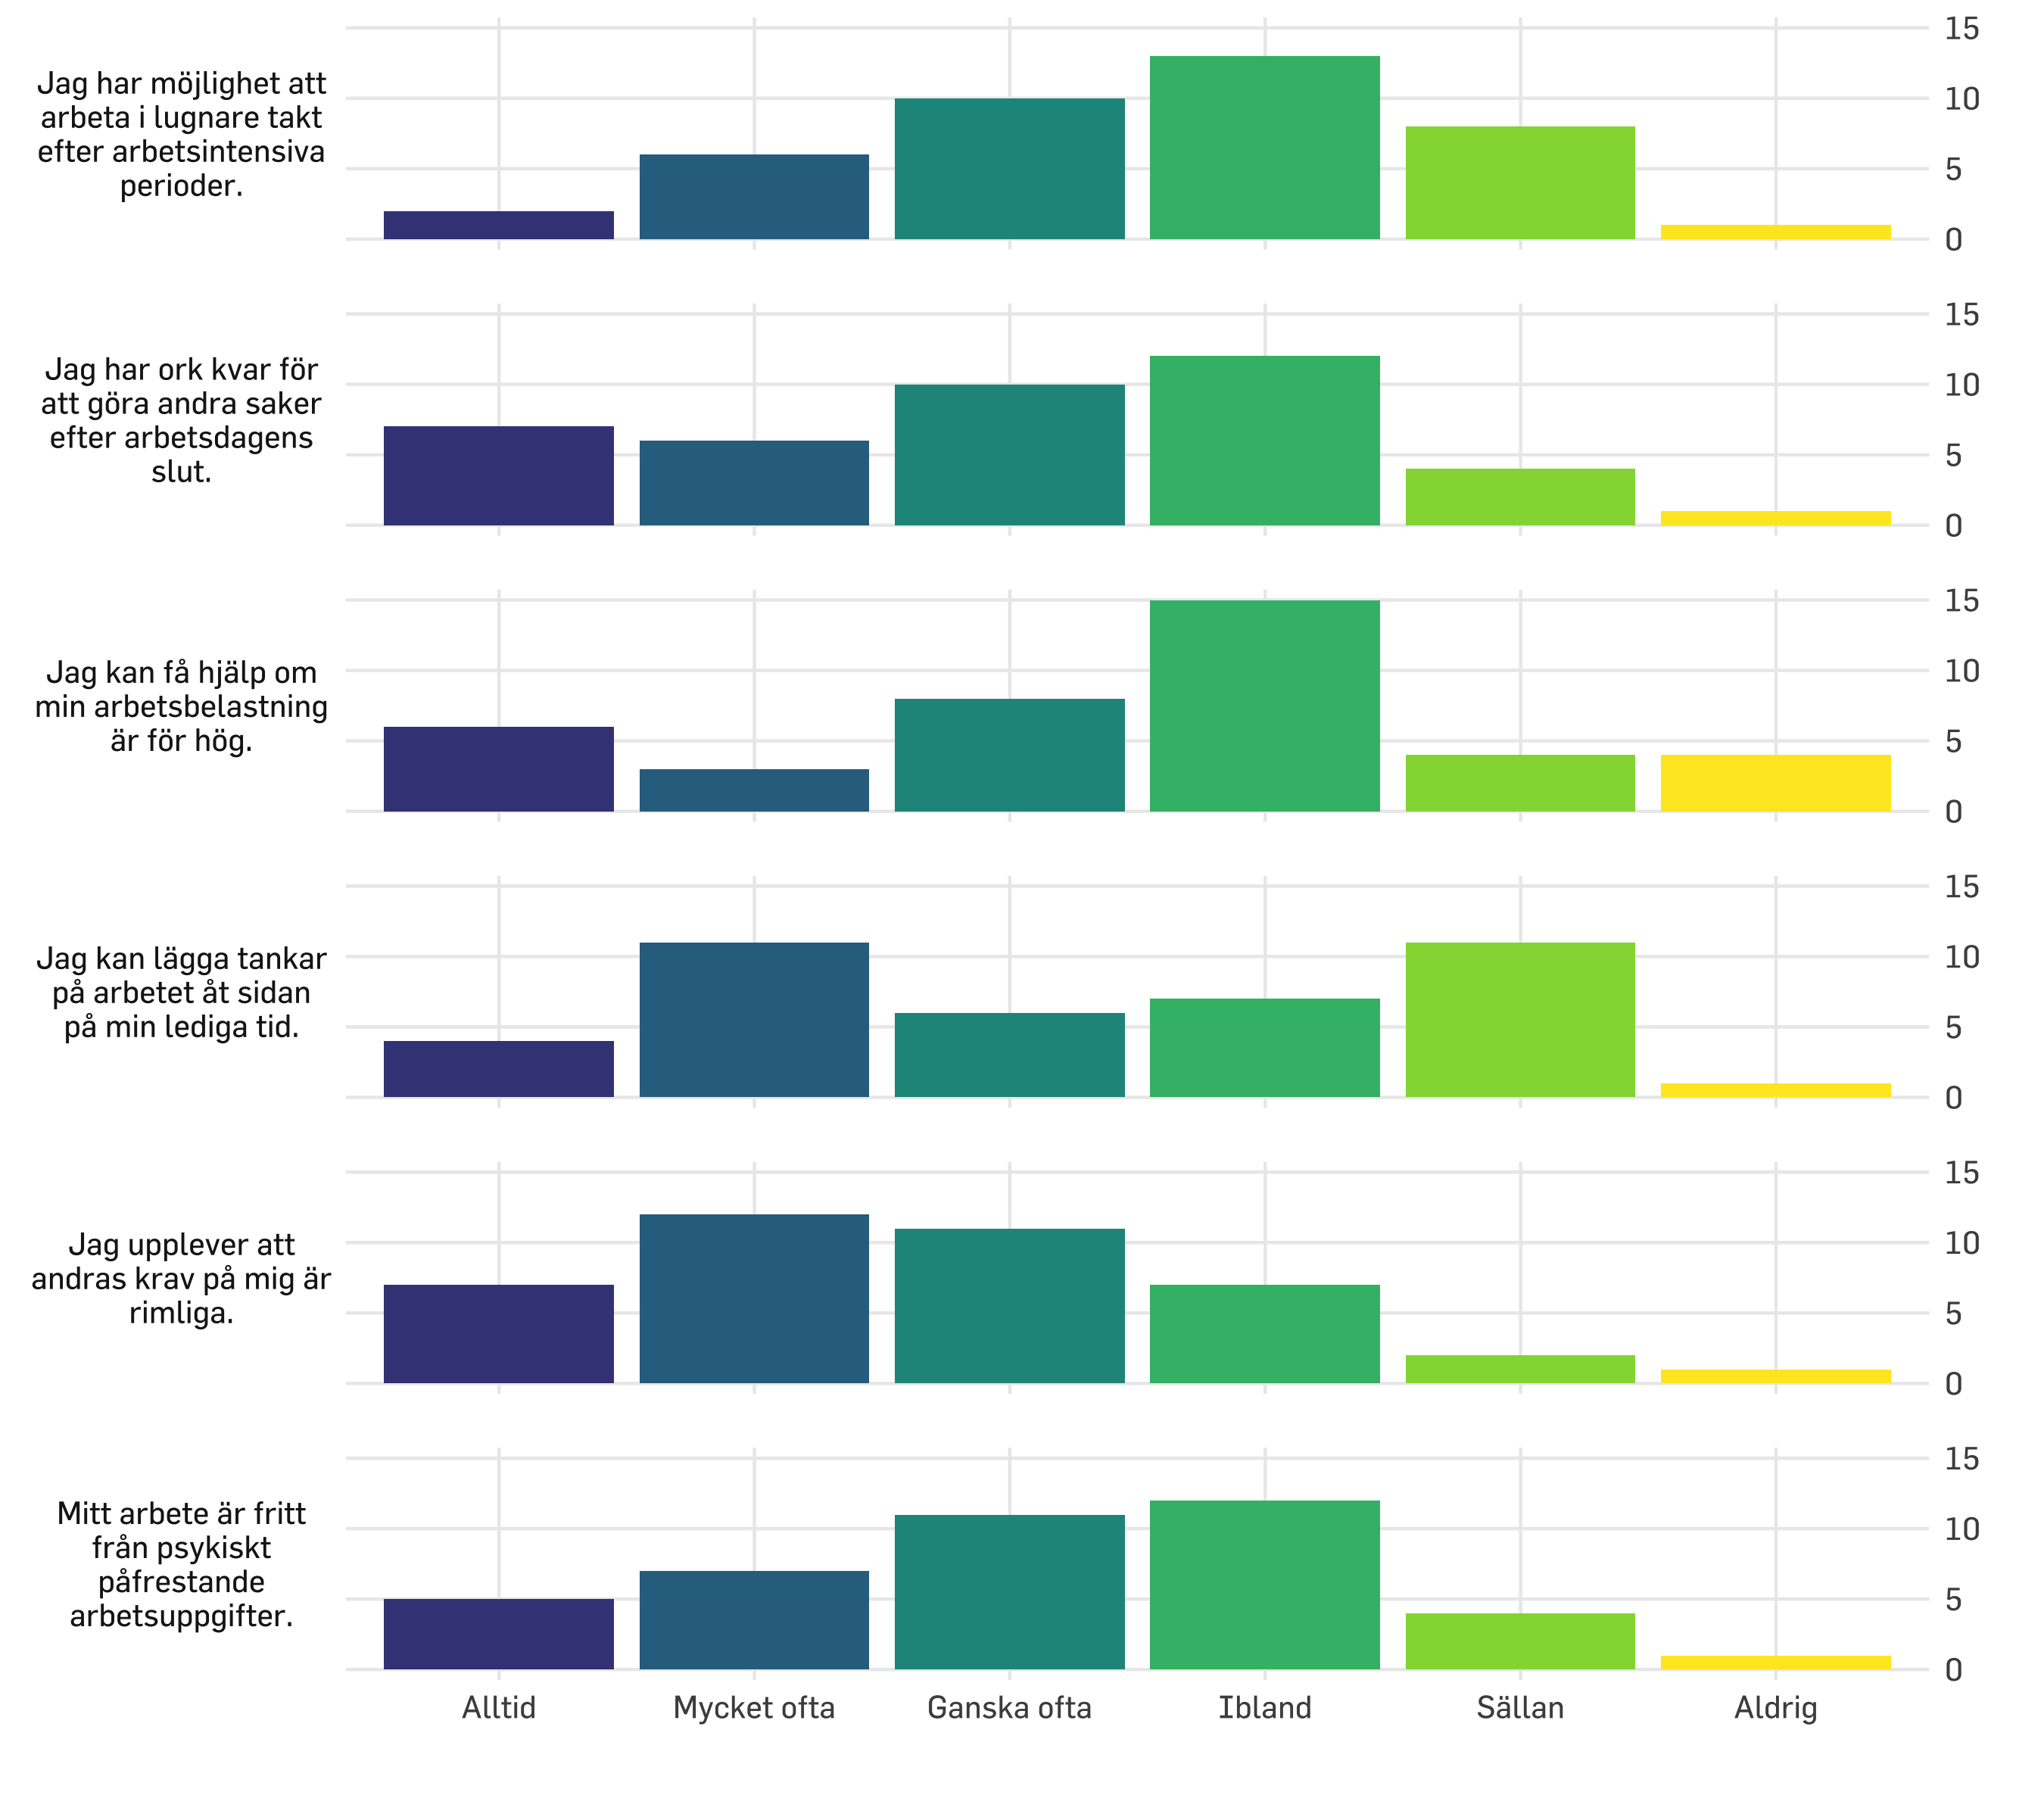 Jag har möjlighet att
arbeta i lugnare takt
efter arbetsintensiva
perioder.
15
10
5
0
Jag har ork kvar för
att göra andra saker
efter arbetsdagens
slut.
15
10
5
0
Jag kan få hjälp om
min arbetsbelastning
är för hög.
15
10
5
0
Jag kan lägga tankar
på arbetet åt sidan
på min lediga tid.
15
10
5
0
Jag upplever att
andras krav på mig är
rimliga.
15
10
5
0
Mitt arbete är fritt
från psykiskt
påfrestande
arbetsuppgifter.
15
10
5
0
Alltid Mycket ofta Ganska ofta Ibland Sällan Aldrig